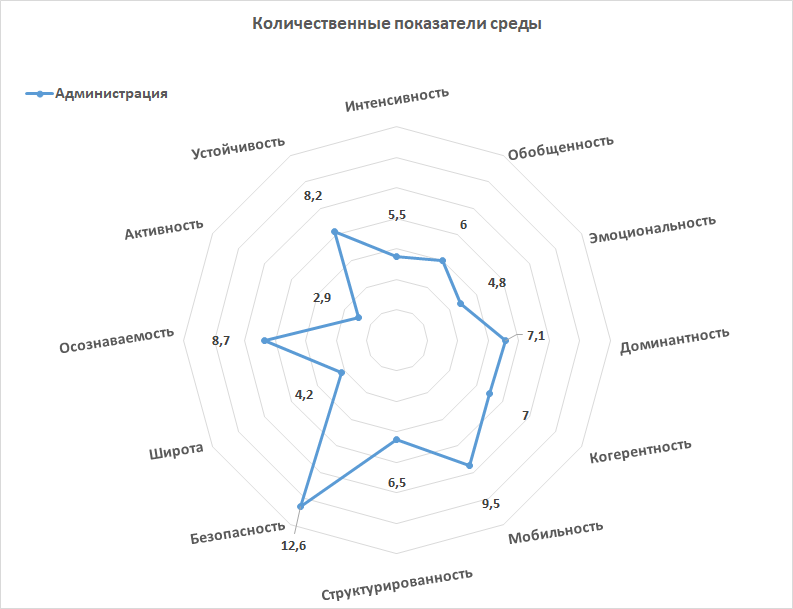 Количественные показатели среды
Администрация
Интенсивность
Устойчивость
Обобщенность
8,2
5,5
6
Активность
Эмоциональность
2,9
4,8
Осознаваемость
8,7
7,1
Доминантность
4,2
7
Широта
Когерентность
6,5
9,5
Безопасность
Мобильность
12,6
Структурированность